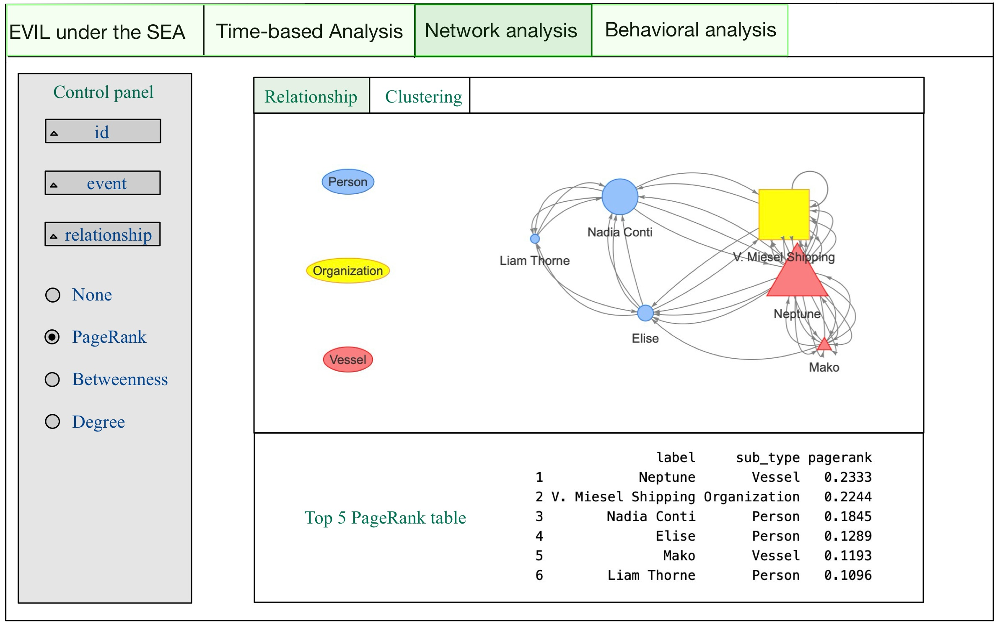 EVIL under the SEA
Time-based Analysis
Network analysis
Behavioral analysis
Control panel
id
event
relationship
None
PageRank
Betweenness
Degree
Relationship
Clustering
Person
Organization
Vessel
Nadia Conti
Liam Thorne
V. Miesel Shipping
Neptune
Elise
Mako
Top 5 PageRank table
label sub_type pagerank
1 Neptune Vessel 0.2333
2 V. Miesel Shipping Organization 0.2244
3 Nadia Conti Person 0.1845
4 Elise Person 0.1289
5 Mako Vessel 0.1193
6 Liam Thorne Person 0.1096